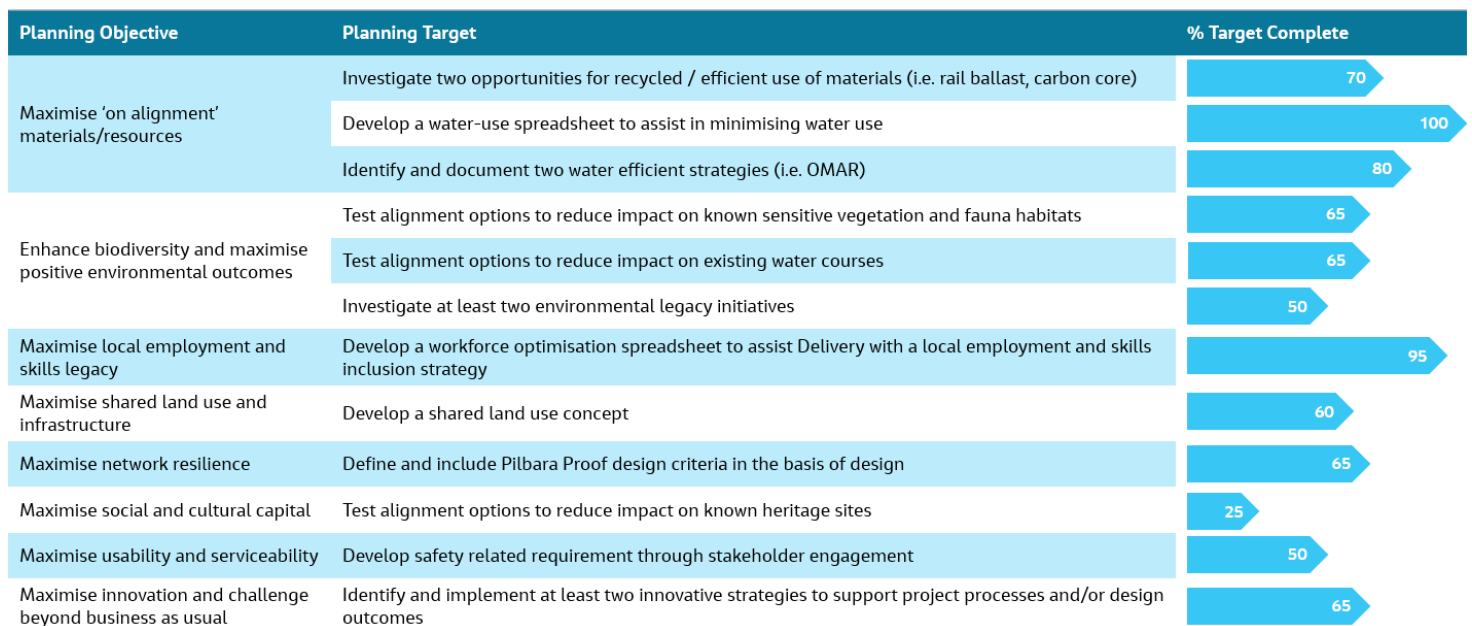 Planning Objective Planning Target % Target Complete
Maximise ‘on alignment’
materials/resources
Investigate two opportunities for recycled / efficient use of materials (i.e. rail ballast, carbon core) 70
Develop a water-use spreadsheet to assist in minimising water use 100
Identify and document two water efficient strategies (i.e. OMAR) 80
Enhance biodiversity and maximise
positive environmental outcomes
Test alignment options to reduce impact on known sensitive vegetation and fauna habitats 65
Test alignment options to reduce impact on existing water courses 65
Investigate at least two environmental legacy initiatives 50
Maximise local employment and
skills legacy
Develop a workforce optimisation spreadsheet to assist Delivery with a local employment and skills
inclusion strategy
95
Maximise shared land use and
infrastructure
Develop a shared land use concept 60
Maximise network resilience Define and include Pilbara Proof design criteria in the basis of design 65
Maximise social and cultural capital Test alignment options to reduce impact on known heritage sites 25
Maximise usability and serviceability Develop safety related requirement through stakeholder engagement 50
Maximise innovation and challenge
beyond business as usual
Identify and implement at least two innovative strategies to support project processes and/or design
outcomes
65